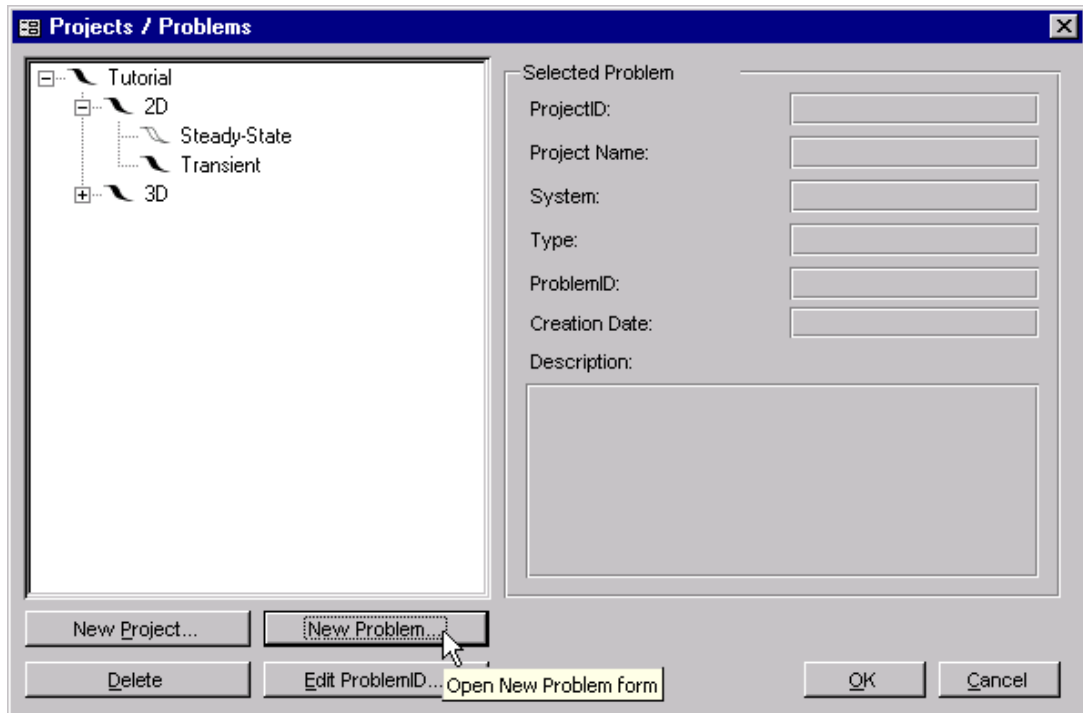 Projects / Problems
Tutorial
2D
Steady-State
Transient
3D
Selected Problem
ProjectID:
Project Name:
System:
Type:
ProblemID:
Creation Date:
Description:
New Project...
New Problem...
Delete
Edit ProblemID...
Open New Problem form
OK
Cancel